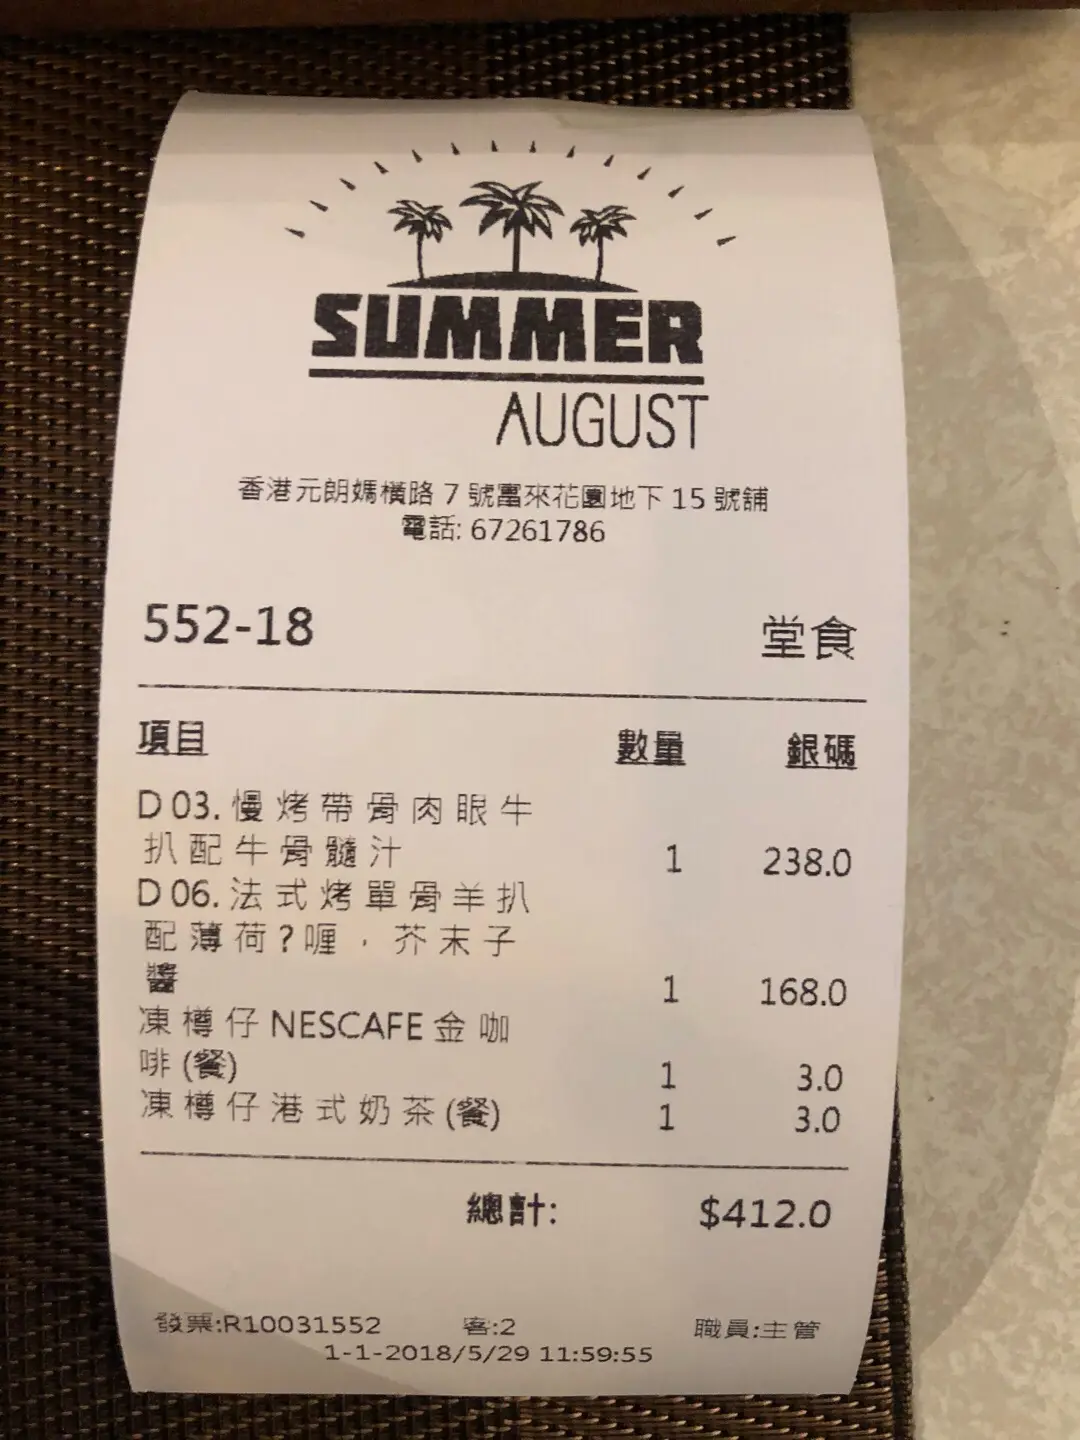 SUMMER
AUGUST
香港元朗媽橫路 7 號富來花園地下 15 號舖
電話: 67261786
552-18 堂食
項目 數量 銀碼
D 03. 慢烤帶骨肉眼牛
扒配牛骨髓汁 1 238.0
D 06. 法式烤單骨羊扒
配薄荷?喱，芥末子
醬 1 168.0
凍樽仔 NESCAFE 金咖
啡 (餐) 1 3.0
凍樽仔港式奶茶 (餐) 1 3.0
總計: $412.0
發票:R10031552 客:2 職員:主管
1-1-2018/5/29 11:59:55